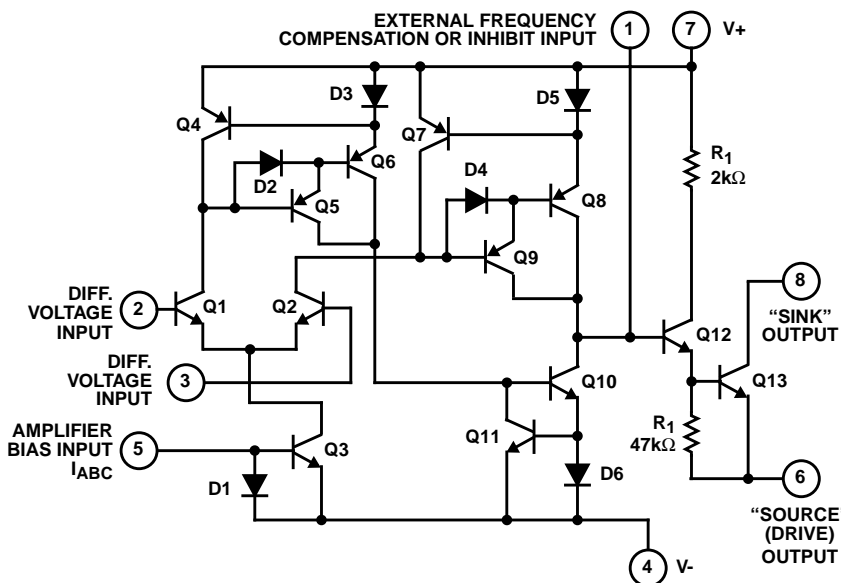 EXTERNAL FREQUENCY
COMPENSATION OR INHIBIT INPUT
1
7
V+
D3
D5
Q4
Q7
Q6
R1
2kΩ
D2
D4
Q5
Q8
Q9
DIFF.
VOLTAGE
INPUT
2
Q1
Q2
8
"SINK"
OUTPUT
Q12
DIFF.
VOLTAGE
INPUT
3
Q10
Q13
AMPLIFIER
BIAS INPUT
IABC
5
Q3
Q11
R1
47kΩ
D1
D6
6
"SOURCE"
(DRIVE)
OUTPUT
4
V-